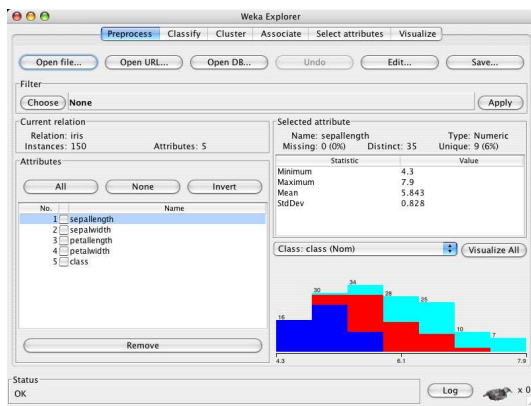 Weka Explorer
Preprocess Classify Cluster Associate Select attributes Visualize
Open file... Open URL... Open DB... Undo Edit... Save...
Filter
Choose None Apply
Current relation
Relation: iris
Instances: 150 Attributes: 5
Attributes
All None Invert
No. Name
1 sepallength
2 sepalwidth
3 petallength
4 petalwidth
5 class
Remove
Selected attribute
Name: sepallength Type: Numeric
Missing: 0 (0%) Distinct: 35 Unique: 9 (6%)
Statistic Value
Minimum 4.3
Maximum 7.9
Mean 5.843
StdDev 0.828
Class: class (Nom) Visualize All
16 30 34 28 25 10 7
4.3 6.1 7.9
Status
OK
Log x 0